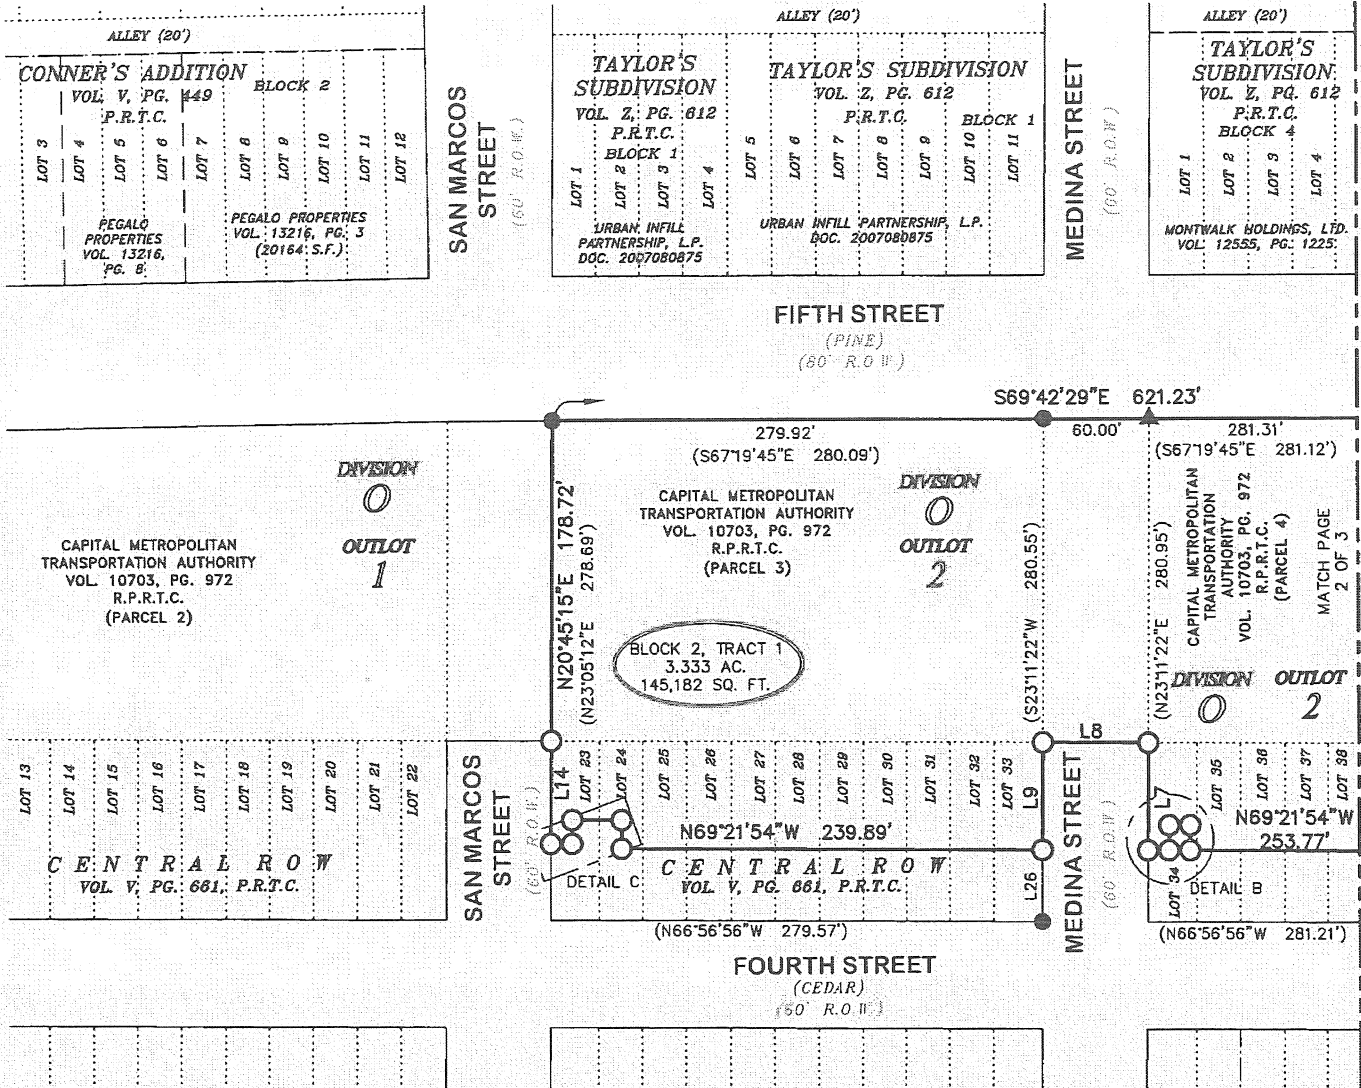 ALLEY (20')
CONNER'S ADDITION
VOL. V, PG. 449
P.R.T.C.
BLOCK 2
LOT 3
LOT 4
LOT 5
LOT 6
LOT 7
LOT 8
LOT 9
LOT 10
LOT 11
LOT 12
PEGALO
PROPERTIES
VOL. 13216,
PG. 8
PEGALO PROPERTIES
VOL. 13216, PG. 3
(20164 S.F.)
SAN MARCOS
STREET
(60' R.O.W.)
ALLEY (20')
TAYLOR'S
SUBDIVISION
VOL. Z, PG. 612
P.R.T.C.
BLOCK 1
LOT 1
LOT 2
LOT 3
LOT 4
URBAN INFILL
PARTNERSHIP, L.P.
DOC. 2007080875
TAYLOR'S SUBDIVISION
VOL. Z, PG. 612
P.R.T.C.
BLOCK 1
LOT 5
LOT 6
LOT 7
LOT 8
LOT 9
LOT 10
LOT 11
URBAN INFILL PARTNERSHIP, L.P.
DOC. 2007080875
MEDINA STREET
(60' R.O.W.)
ALLEY (20')
TAYLOR'S
SUBDIVISION
VOL. Z, PG. 612
P.R.T.C.
BLOCK 4
LOT 1
LOT 2
LOT 3
LOT 4
MONTWALK HOLDINGS, LTD.
VOL. 12555, PG. 1225
FIFTH STREET
(PINE)
(80' R.O.W.)
S69°42'29"E 621.23'
279.92'
(S67°19'45"E 280.09')
60.00'
281.31'
(S67°19'45"E 281.12')
DIVISION
O
OUTLOT
1
CAPITAL METROPOLITAN
TRANSPORTATION AUTHORITY
VOL. 10703, PG. 972
R.P.R.T.C.
(PARCEL 2)
N20°45'15"E 178.72'
(N23°05'12"E 278.69')
CAPITAL METROPOLITAN
TRANSPORTATION AUTHORITY
VOL. 10703, PG. 972
R.P.R.T.C.
(PARCEL 3)
DIVISION
O
OUTLOT
2
BLOCK 2, TRACT 1
3.333 AC.
145,182 SQ. FT.
(S23°11'22"W 280.55')
(N23°11'22"E 280.95')
CAPITAL METROPOLITAN
TRANSPORTATION
AUTHORITY
VOL. 10703, PG. 972
R.P.R.T.C.
(PARCEL 4)
MATCH PAGE
2 OF 3
DIVISION
O
OUTLOT
2
LOT 13
LOT 14
LOT 15
LOT 16
LOT 17
LOT 18
LOT 19
LOT 20
LOT 21
LOT 22
CENTRAL ROW
VOL. V, PG. 661, P.R.T.C.
SAN MARCOS
STREET
(60' R.O.W.)
L14
LOT 23
LOT 24
LOT 25
LOT 26
LOT 27
LOT 28
LOT 29
LOT 30
LOT 31
LOT 32
LOT 33
L9
L8
N69°21'54"W 239.89'
DETAIL C
CENTRAL ROW
VOL. V, PG. 661, P.R.T.C.
L26
MEDINA STREET
(60' R.O.W.)
LOT 34
LOT 35
LOT 36
LOT 37
LOT 38
N69°21'54"W
253.77'
DETAIL B
(N66°56'56"W 279.57')
(N66°56'56"W 281.21')
FOURTH STREET
(CEDAR)
(60' R.O.W.)